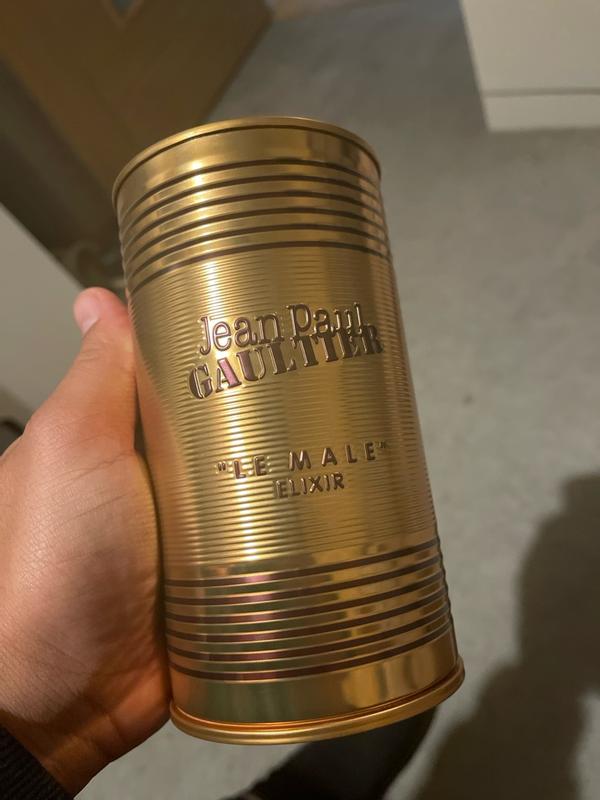 Jean Paul
GAULTIER
"LE MALE"
ELIXIR